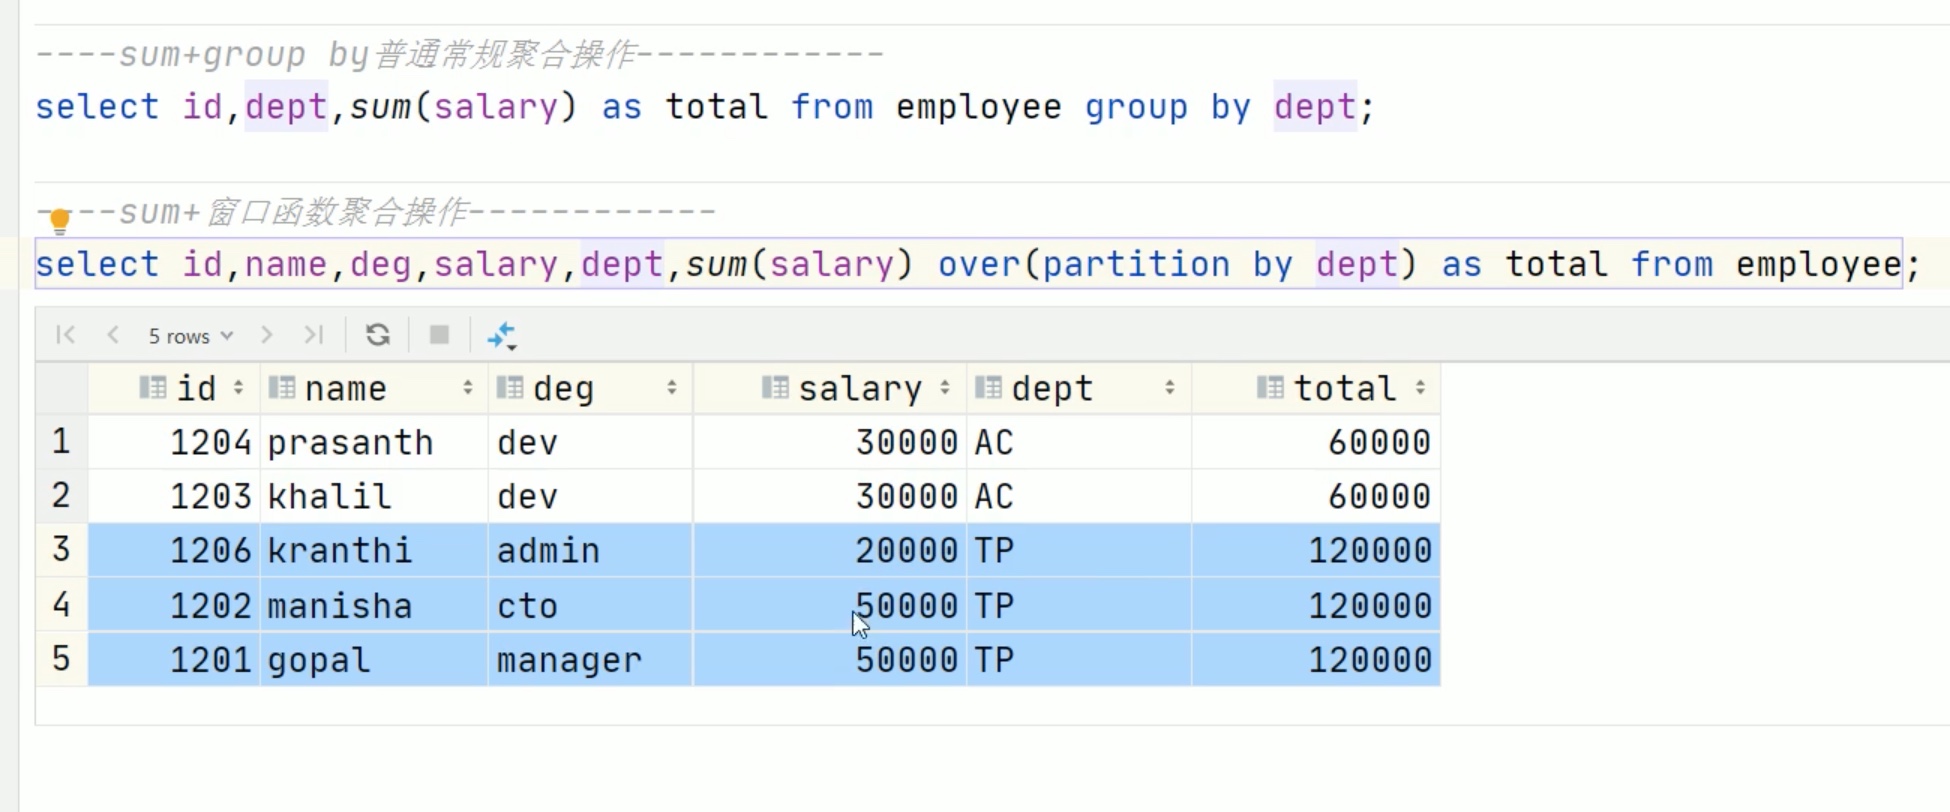 ----sum+group by普通常规聚合操作------------
select id,dept,sum(salary) as total from employee group by dept;
----sum+窗口函数聚合操作------------
select id,name,deg,salary,dept,sum(salary) over(partition by dept) as total from employee;
5 rows
id name deg salary dept total
1 1204 prasanth dev 30000 AC 60000
2 1203 khalil dev 30000 AC 60000
3 1206 kranthi admin 20000 TP 120000
4 1202 manisha cto 50000 TP 120000
5 1201 gopal manager 50000 TP 120000